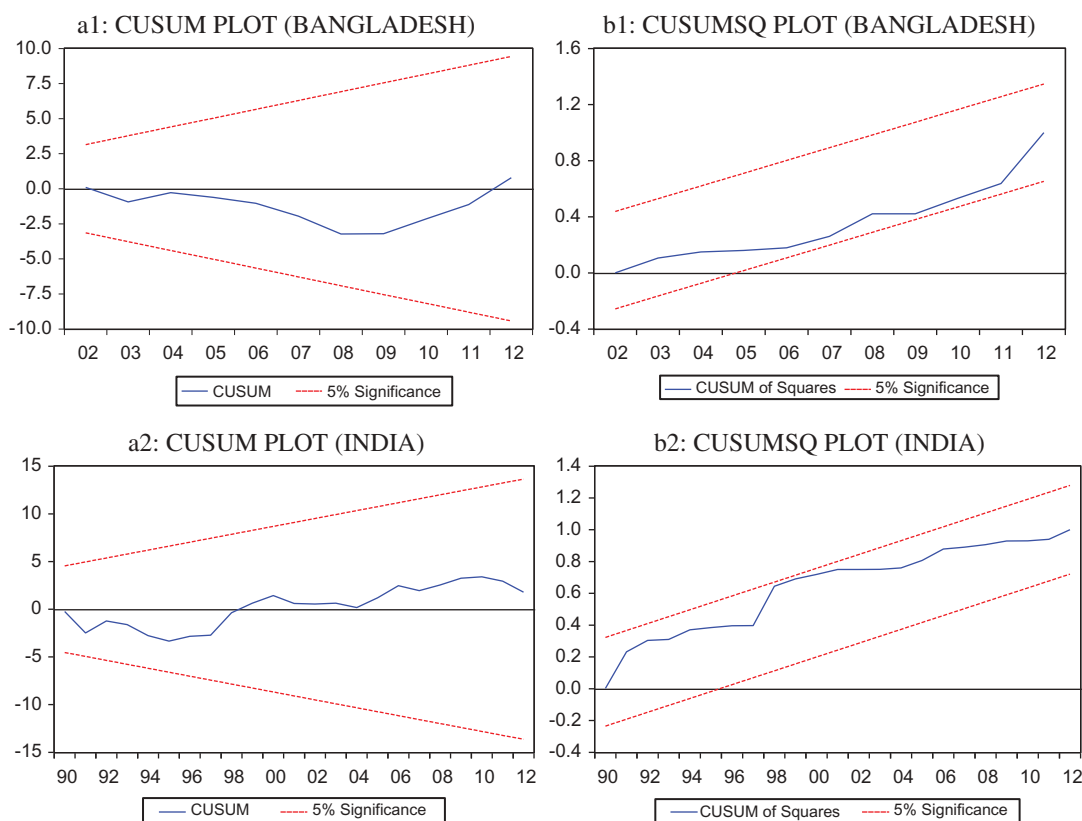 a1: CUSUM PLOT (BANGLADESH)
10.0
7.5
5.0
2.5
0.0
-2.5
-5.0
-7.5
-10.0
02 03 04 05 06 07 08 09 10 11 12
CUSUM 5% Significance
b1: CUSUMSQ PLOT (BANGLADESH)
1.6
1.2
0.8
0.4
0.0
-0.4
02 03 04 05 06 07 08 09 10 11 12
CUSUM of Squares 5% Significance
a2: CUSUM PLOT (INDIA)
15
10
5
0
-5
-10
-15
90 92 94 96 98 00 02 04 06 08 10 12
CUSUM 5% Significance
b2: CUSUMSQ PLOT (INDIA)
1.4
1.2
1.0
0.8
0.6
0.4
0.2
0.0
-0.2
-0.4
90 92 94 96 98 00 02 04 06 08 10 12
CUSUM of Squares 5% Significance